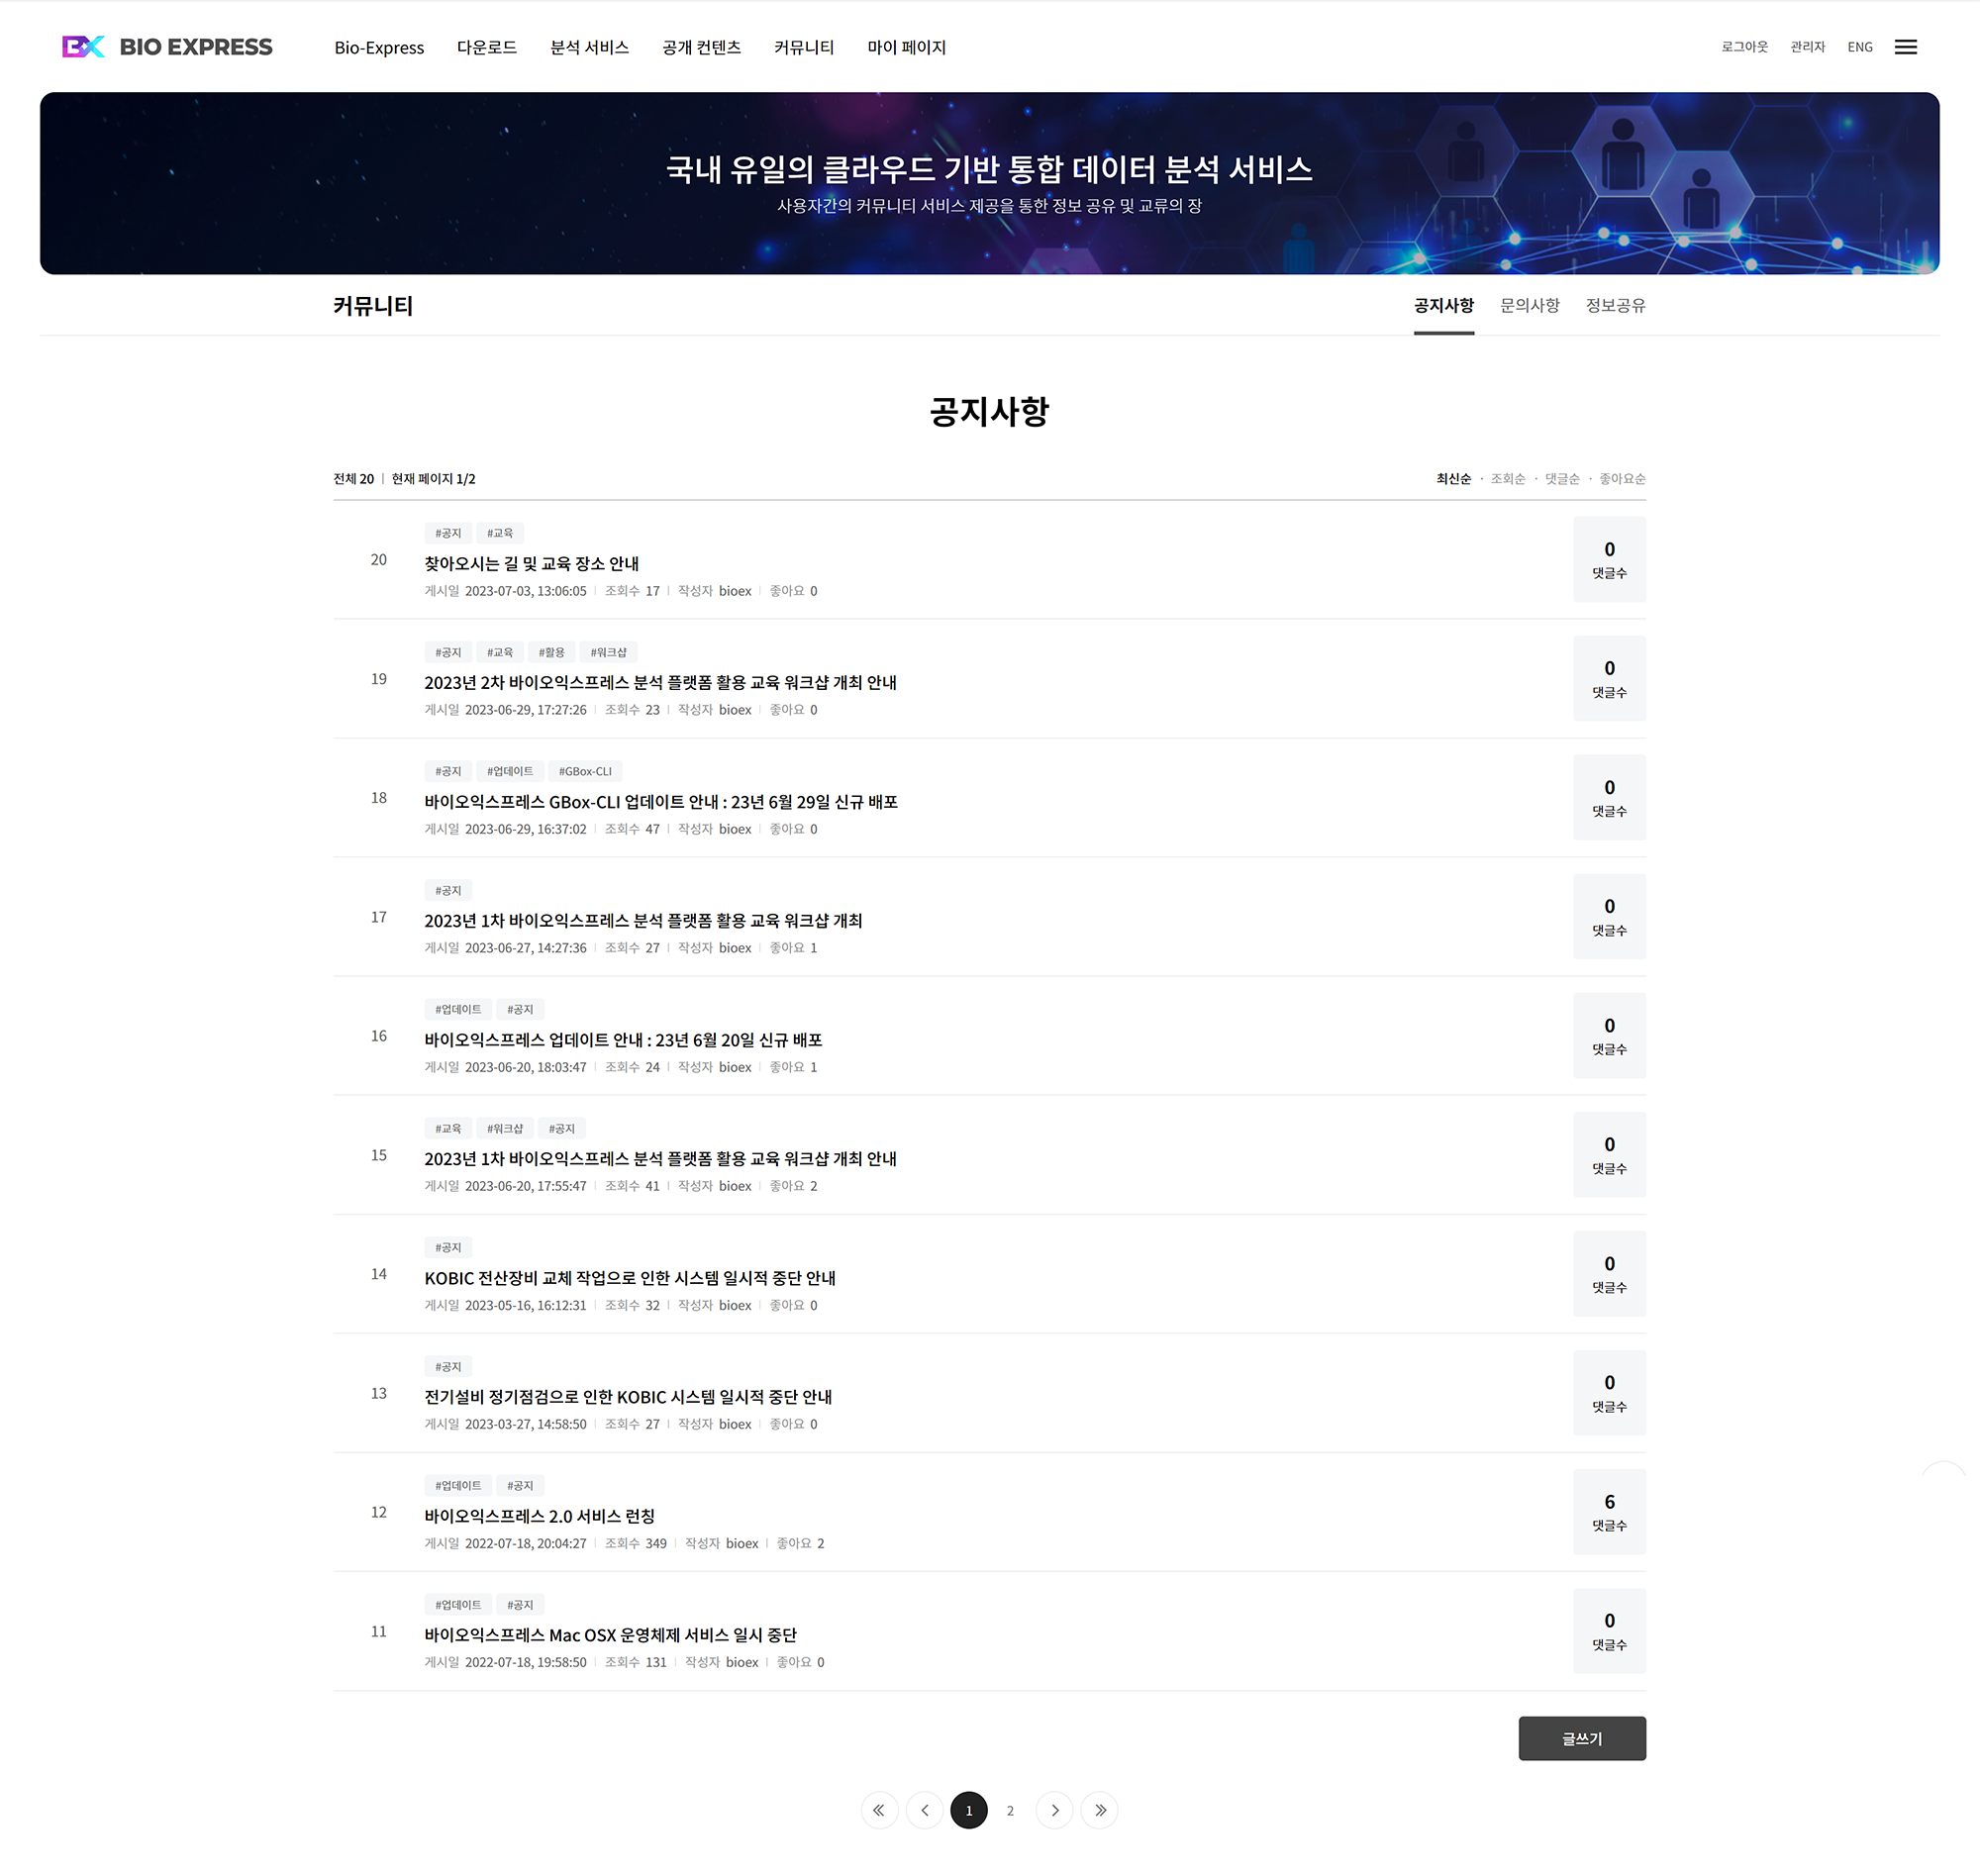 BIO EXPRESS Bio-Express 다운로드 분석 서비스 공개 컨텐츠 커뮤니티 마이 페이지 로그아웃 관리자 ENG
국내 유일의 클라우드 기반 통합 데이터 분석 서비스
사용자간의 커뮤니티 서비스 제공을 통한 정보 공유 및 교류의 장
커뮤니티 공지사항 문의사항 정보공유
공지사항
전체 20 | 현재 페이지 1/2 최신순 · 조회순 · 댓글순 · 좋아요순
#공지 #교육
20 찾아오시는 길 및 교육 장소 안내
게시일 2023-07-03, 13:06:05 | 조회수 17 | 작성자 bioex | 좋아요 0
0
댓글수
#공지 #교육 #활용 #워크샵
19 2023년 2차 바이오익스프레스 분석 플랫폼 활용 교육 워크샵 개최 안내
게시일 2023-06-29, 17:27:26 | 조회수 23 | 작성자 bioex | 좋아요 0
0
댓글수
#공지 #업데이트 #GBox-CLI
18 바이오익스프레스 GBox-CLI 업데이트 안내 : 23년 6월 29일 신규 배포
게시일 2023-06-29, 16:37:02 | 조회수 47 | 작성자 bioex | 좋아요 0
0
댓글수
#공지
17 2023년 1차 바이오익스프레스 분석 플랫폼 활용 교육 워크샵 개최
게시일 2023-06-27, 14:27:36 | 조회수 27 | 작성자 bioex | 좋아요 1
0
댓글수
#업데이트 #공지
16 바이오익스프레스 업데이트 안내 : 23년 6월 20일 신규 배포
게시일 2023-06-20, 18:03:47 | 조회수 24 | 작성자 bioex | 좋아요 1
0
댓글수
#교육 #워크샵 #공지
15 2023년 1차 바이오익스프레스 분석 플랫폼 활용 교육 워크샵 개최 안내
게시일 2023-06-20, 17:55:47 | 조회수 41 | 작성자 bioex | 좋아요 2
0
댓글수
#공지
14 KOBIC 전산장비 교체 작업으로 인한 시스템 일시적 중단 안내
게시일 2023-05-16, 16:12:31 | 조회수 32 | 작성자 bioex | 좋아요 0
0
댓글수
#공지
13 전기설비 정기점검으로 인한 KOBIC 시스템 일시적 중단 안내
게시일 2023-03-27, 14:58:50 | 조회수 27 | 작성자 bioex | 좋아요 0
0
댓글수
#업데이트 #공지
12 바이오익스프레스 2.0 서비스 런칭
게시일 2022-07-18, 20:04:27 | 조회수 349 | 작성자 bioex | 좋아요 2
6
댓글수
#업데이트 #공지
11 바이오익스프레스 Mac OSX 운영체제 서비스 일시 중단
게시일 2022-07-18, 19:58:50 | 조회수 131 | 작성자 bioex | 좋아요 0
0
댓글수
글쓰기
1 2